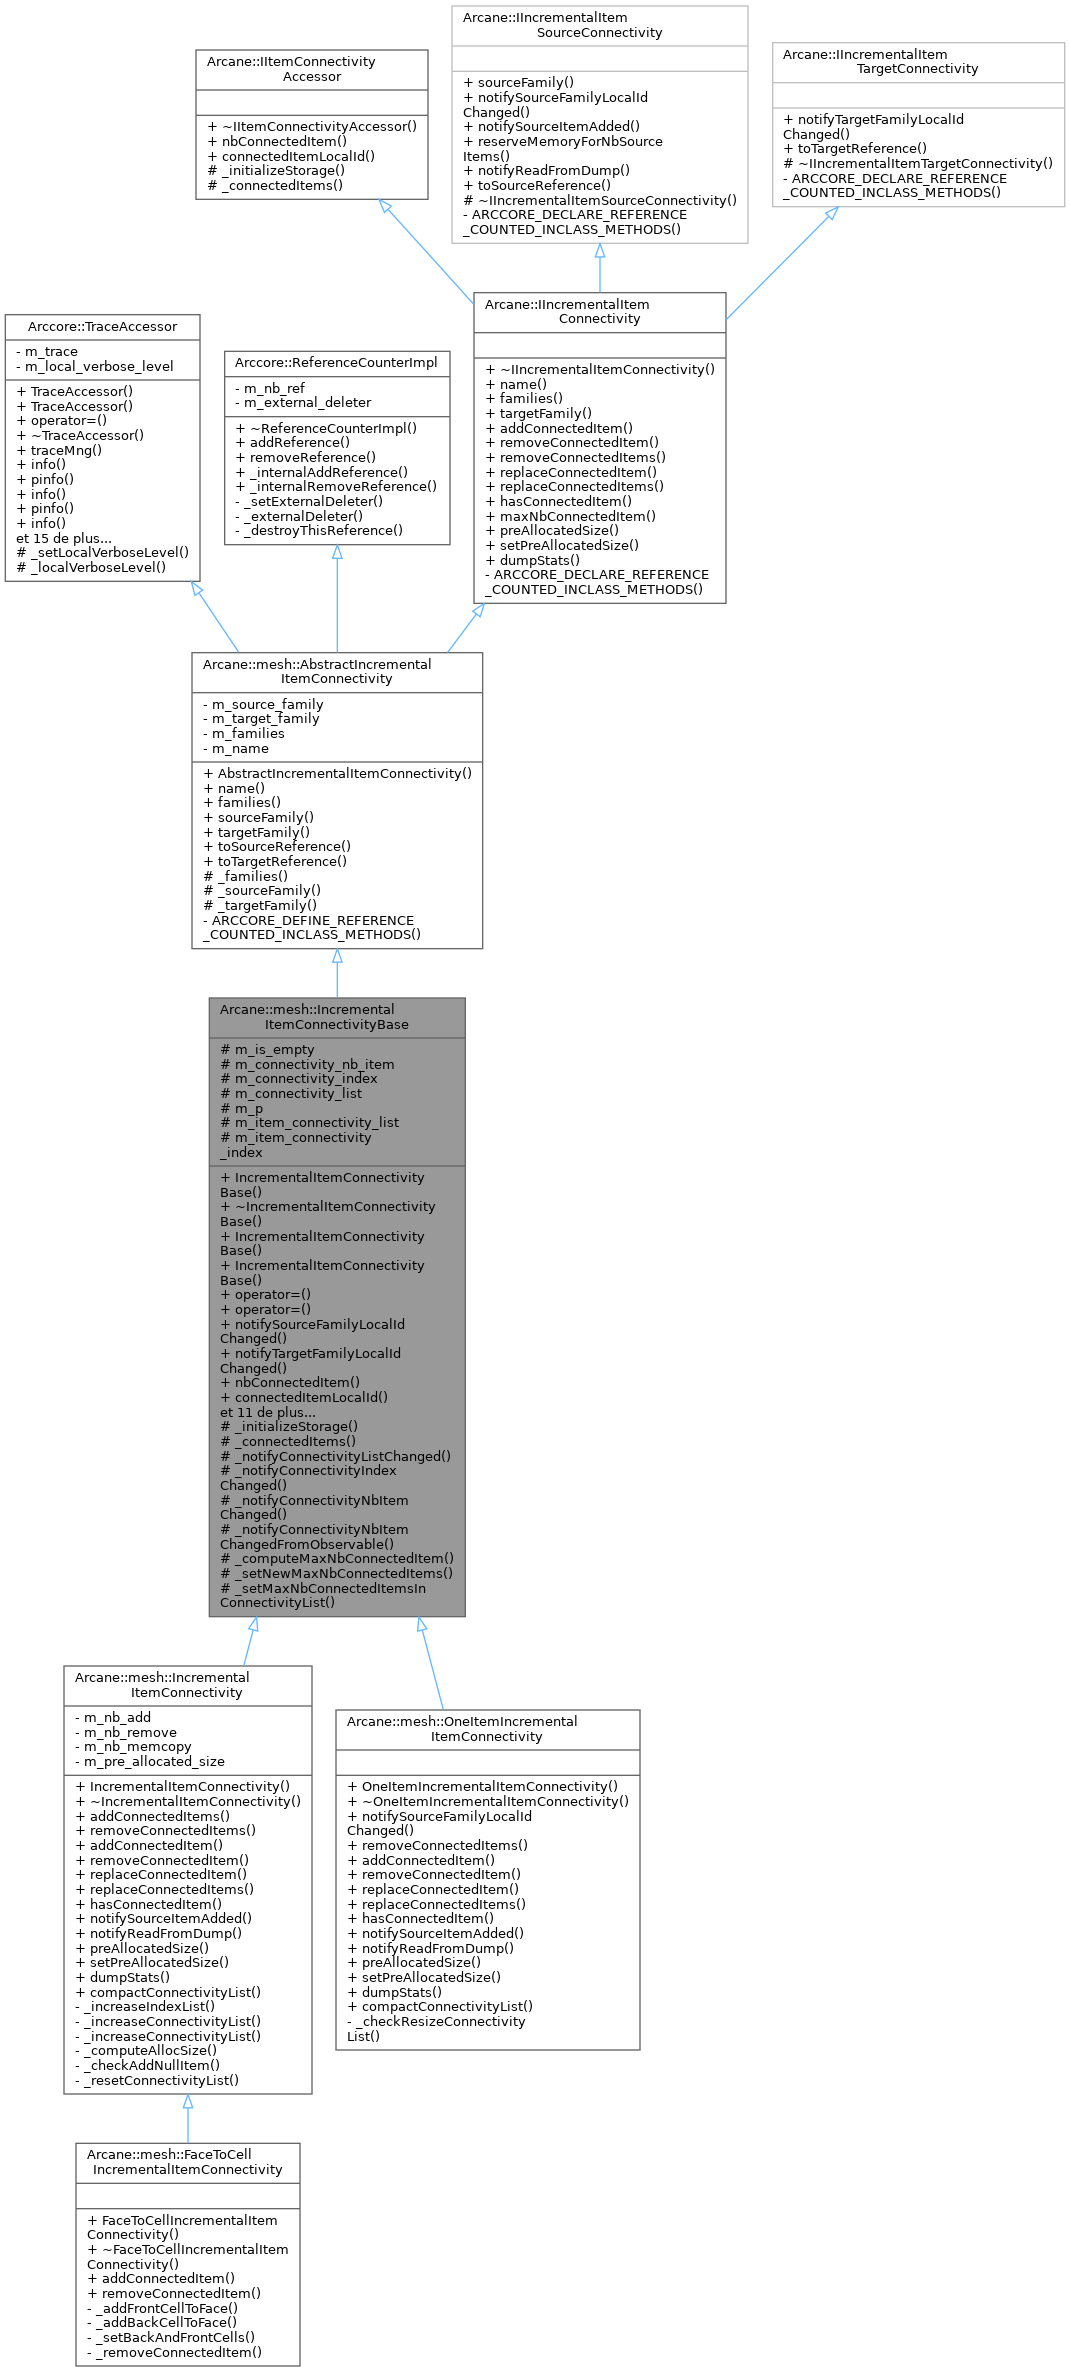 Arcane::IIncrementalItem
SourceConnectivity
+ sourceFamily()
+ notifySourceFamilyLocalId
Changed()
+ notifySourceItemAdded()
+ reserveMemoryForNbSource
Items()
+ notifyReadFromDump()
+ toSourceReference()
# ~IIncrementalItemSourceConnectivity()
- ARCCORE_DECLARE_REFERENCE
_COUNTED_INCLASS_METHODS()
Arcane::IItemConnectivity
Accessor
+ ~IItemConnectivityAccessor()
+ nbConnectedItem()
+ connectedItemLocalId()
# _initializeStorage()
# _connectedItems()
Arcane::IIncrementalItem
TargetConnectivity
+ notifyTargetFamilyLocalId
Changed()
+ toTargetReference()
# ~IIncrementalItemTargetConnectivity()
- ARCCORE_DECLARE_REFERENCE
_COUNTED_INCLASS_METHODS()
Arcane::IIncrementalItem
Connectivity
+ ~IIncrementalItemConnectivity()
+ name()
+ families()
+ targetFamily()
+ addConnectedItem()
+ removeConnectedItem()
+ removeConnectedItems()
+ replaceConnectedItem()
+ replaceConnectedItems()
+ hasConnectedItem()
+ maxNbConnectedItem()
+ preAllocatedSize()
+ setPreAllocatedSize()
+ dumpStats()
- ARCCORE_DECLARE_REFERENCE
_COUNTED_INCLASS_METHODS()
Arccore::TraceAccessor
- m_trace
- m_local_verbose_level
+ TraceAccessor()
+ TraceAccessor()
+ operator=()
+ ~TraceAccessor()
+ traceMng()
+ info()
+ pinfo()
+ info()
+ pinfo()
+ info()
et 15 de plus...
# _setLocalVerboseLevel()
# _localVerboseLevel()
Arccore::ReferenceCounterImpl
- m_nb_ref
- m_external_deleter
+ ~ReferenceCounterImpl()
+ addReference()
+ removeReference()
+ _internalAddReference()
+ _internalRemoveReference()
- _setExternalDeleter()
- _externalDeleter()
- _destroyThisReference()
Arcane::mesh::AbstractIncremental
ItemConnectivity
- m_source_family
- m_target_family
- m_families
- m_name
+ AbstractIncrementalItemConnectivity()
+ name()
+ families()
+ sourceFamily()
+ targetFamily()
+ toSourceReference()
+ toTargetReference()
# _families()
# _sourceFamily()
# _targetFamily()
- ARCCORE_DEFINE_REFERENCE
_COUNTED_INCLASS_METHODS()
Arcane::mesh::Incremental
ItemConnectivityBase
# m_is_empty
# m_connectivity_nb_item
# m_connectivity_index
# m_connectivity_list
# m_p
# m_item_connectivity_list
# m_item_connectivity
_index
+ IncrementalItemConnectivity
Base()
+ ~IncrementalItemConnectivity
Base()
+ IncrementalItemConnectivity
Base()
+ IncrementalItemConnectivity
Base()
+ operator=()
+ operator=()
+ notifySourceFamilyLocalId
Changed()
+ notifyTargetFamilyLocalId
Changed()
+ nbConnectedItem()
+ connectedItemLocalId()
et 11 de plus...
# _initializeStorage()
# _connectedItems()
# _notifyConnectivityListChanged()
# _notifyConnectivityIndex
Changed()
# _notifyConnectivityNbItem
Changed()
# _notifyConnectivityNbItem
ChangedFromObservable()
# _computeMaxNbConnectedItem()
# _setNewMaxNbConnectedItems()
# _setMaxNbConnectedItemsIn
ConnectivityList()
Arcane::mesh::Incremental
ItemConnectivity
- m_nb_add
- m_nb_remove
- m_nb_memcopy
- m_pre_allocated_size
+ IncrementalItemConnectivity()
+ ~IncrementalItemConnectivity()
+ addConnectedItems()
+ removeConnectedItems()
+ addConnectedItem()
+ removeConnectedItem()
+ replaceConnectedItem()
+ replaceConnectedItems()
+ hasConnectedItem()
+ notifySourceItemAdded()
+ notifyReadFromDump()
+ preAllocatedSize()
+ setPreAllocatedSize()
+ dumpStats()
+ compactConnectivityList()
- _increaseIndexList()
- _increaseConnectivityList()
- _increaseConnectivityList()
- _computeAllocSize()
- _checkAddNullItem()
- _resetConnectivityList()
Arcane::mesh::OneItemIncremental
ItemConnectivity
+ OneItemIncrementalItemConnectivity()
+ ~OneItemIncrementalItemConnectivity()
+ notifySourceFamilyLocalId
Changed()
+ removeConnectedItems()
+ addConnectedItem()
+ removeConnectedItem()
+ replaceConnectedItem()
+ replaceConnectedItems()
+ hasConnectedItem()
+ notifySourceItemAdded()
+ notifyReadFromDump()
+ preAllocatedSize()
+ setPreAllocatedSize()
+ dumpStats()
+ compactConnectivityList()
- _checkResizeConnectivity
List()
Arcane::mesh::FaceToCell
IncrementalItemConnectivity
+ FaceToCellIncrementalItem
Connectivity()
+ ~FaceToCellIncrementalItem
Connectivity()
+ addConnectedItem()
+ removeConnectedItem()
- _addFrontCellToFace()
- _addBackCellToFace()
- _setBackAndFrontCells()
- _removeConnectedItem()